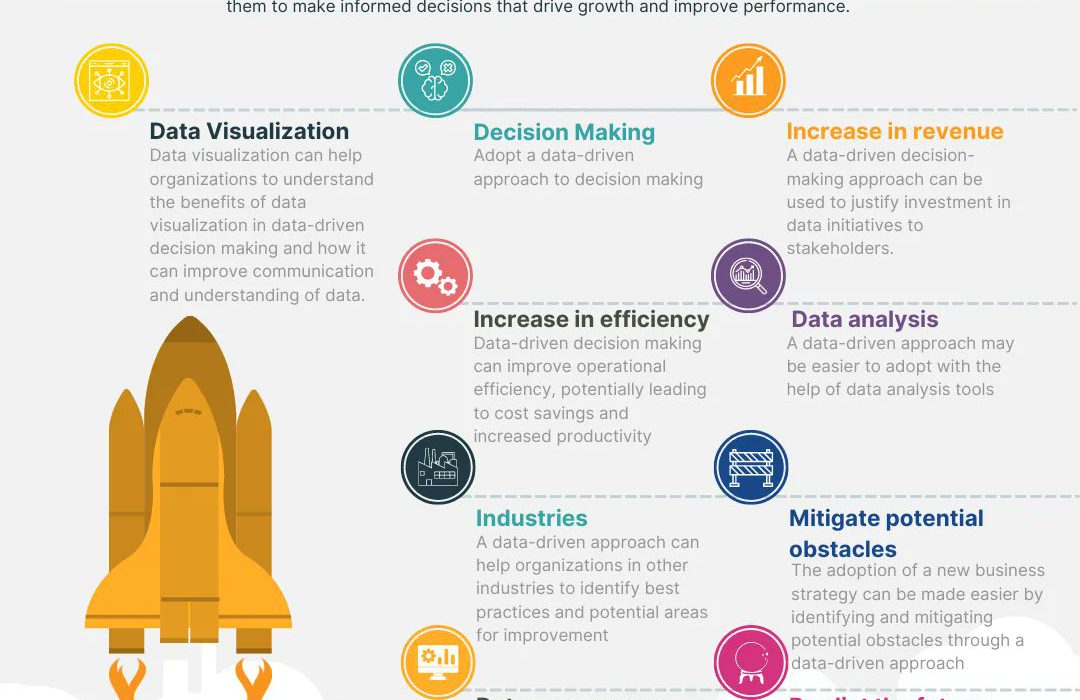 them to make informed decisions that drive growth and improve performance.
Data Visualization
Data visualization can help
organizations to understand
the benefits of data
visualization in data-driven
decision making and how it
can improve communication
and understanding of data.
Decision Making
Adopt a data-driven
approach to decision making
Increase in revenue
A data-driven decision-
making approach can be
used to justify investment in
data initiatives to
stakeholders.
Increase in efficiency
Data-driven decision making
can improve operational
efficiency, potentially leading
to cost savings and
increased productivity
Data analysis
A data-driven approach may
be easier to adopt with the
help of data analysis tools
Industries
A data-driven approach can
help organizations in other
industries to identify best
practices and potential areas
for improvement
Mitigate potential
obstacles
The adoption of a new business
strategy can be made easier by
identifying and mitigating
potential obstacles through a
data-driven approach